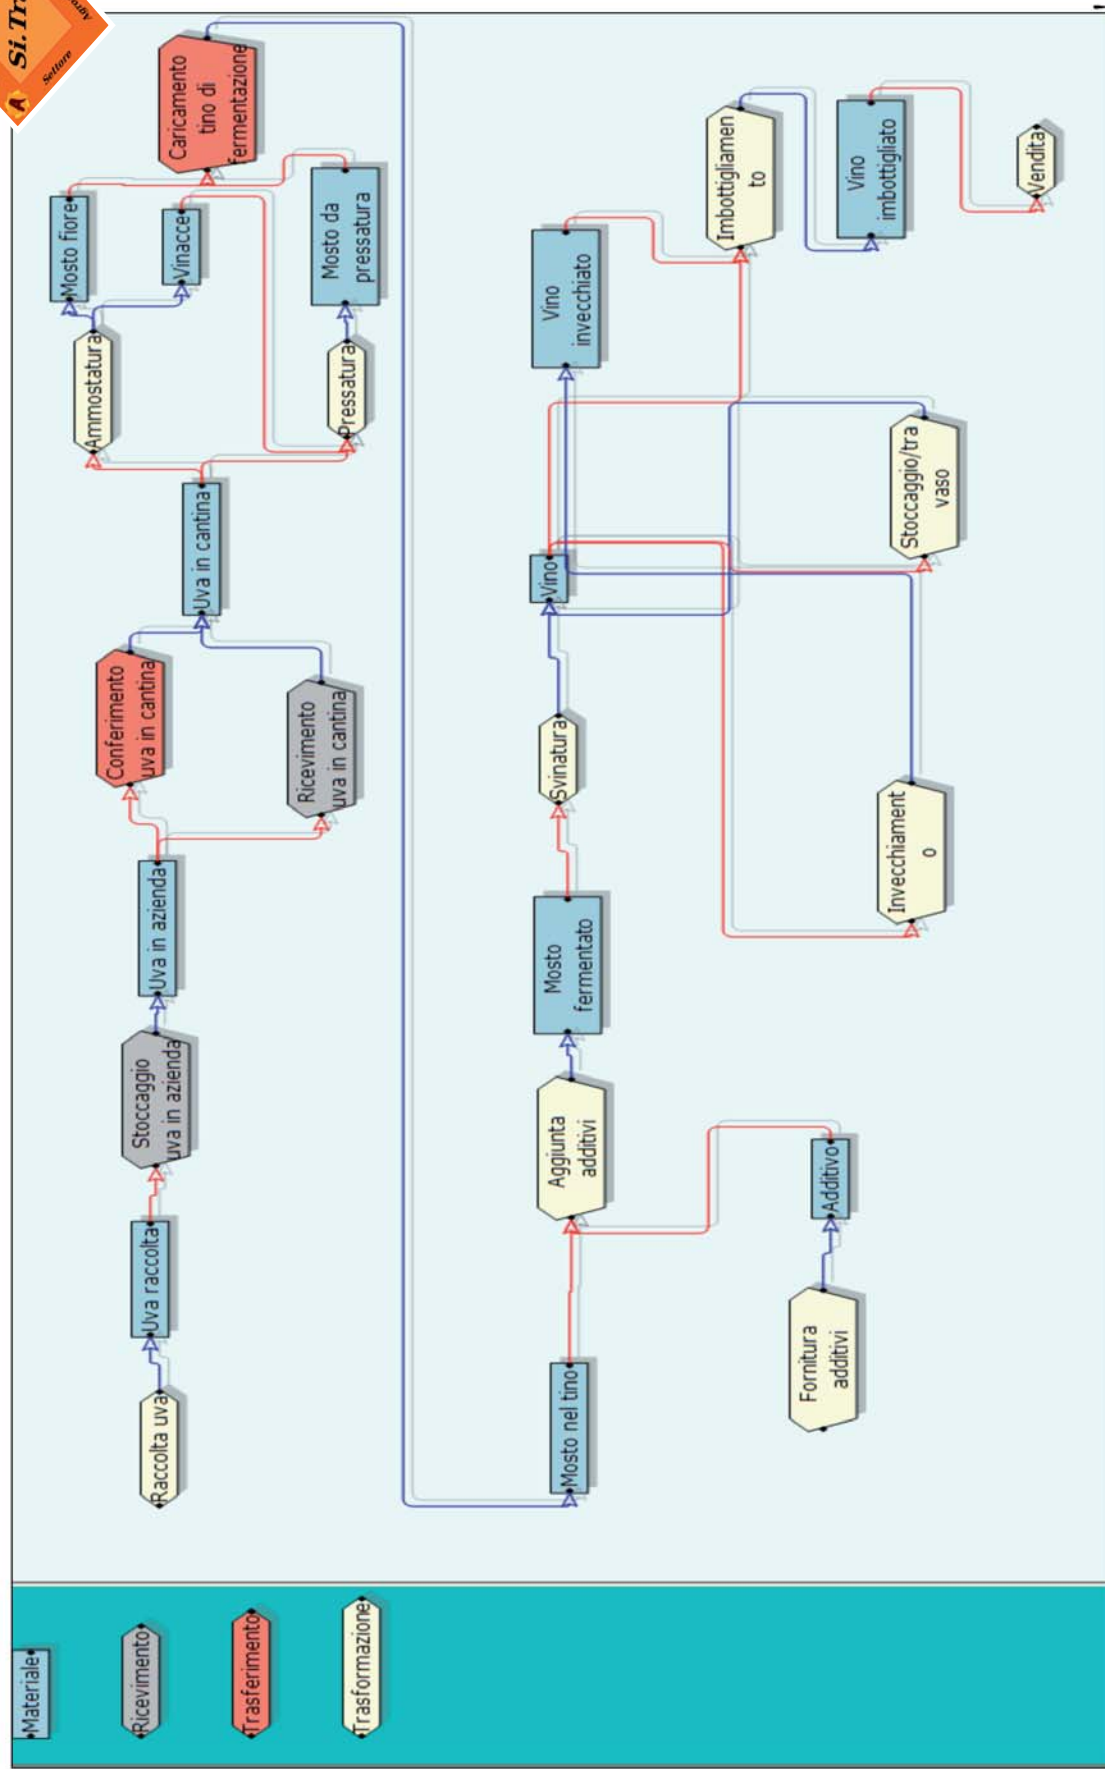 Si.Tr
Settore
Agro
Materiale
Ricevimento
Trasferimento
Trasformazione
Raccolta uva
Uva raccolta
Stoccaggio
uva in azienda
Uva in azienda
Conferimento
uva in cantina
Ricevimento
uva in cantina
Uva in cantina
Ammostatura
Pressatura
Mosto fiore
Vinacce
Mosto da
pressatura
Caricamento
tino di
fermentazione
Mosto nel tino
Fornitura
additivi
Additivo
Aggiunta
additivi
Mosto
fermentato
Svinatura
Vino
Invecchiament
o
Stoccaggio/tra
vaso
Vino
invecchiato
Imbottigliamen
to
Vino
imbottigliato
Vendita